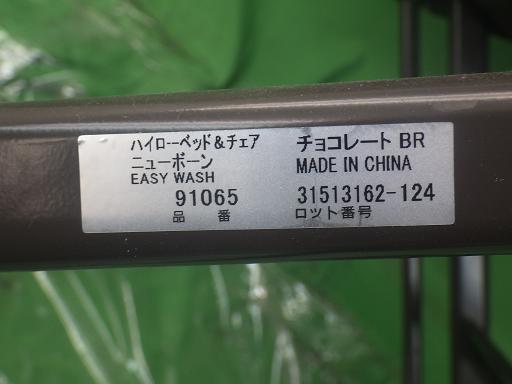 ハイローベッド&チェア
ニューボーン
EASY WASH
91065
品 番
チョコレート BR
MADE IN CHINA
31513162-124
ロット番号